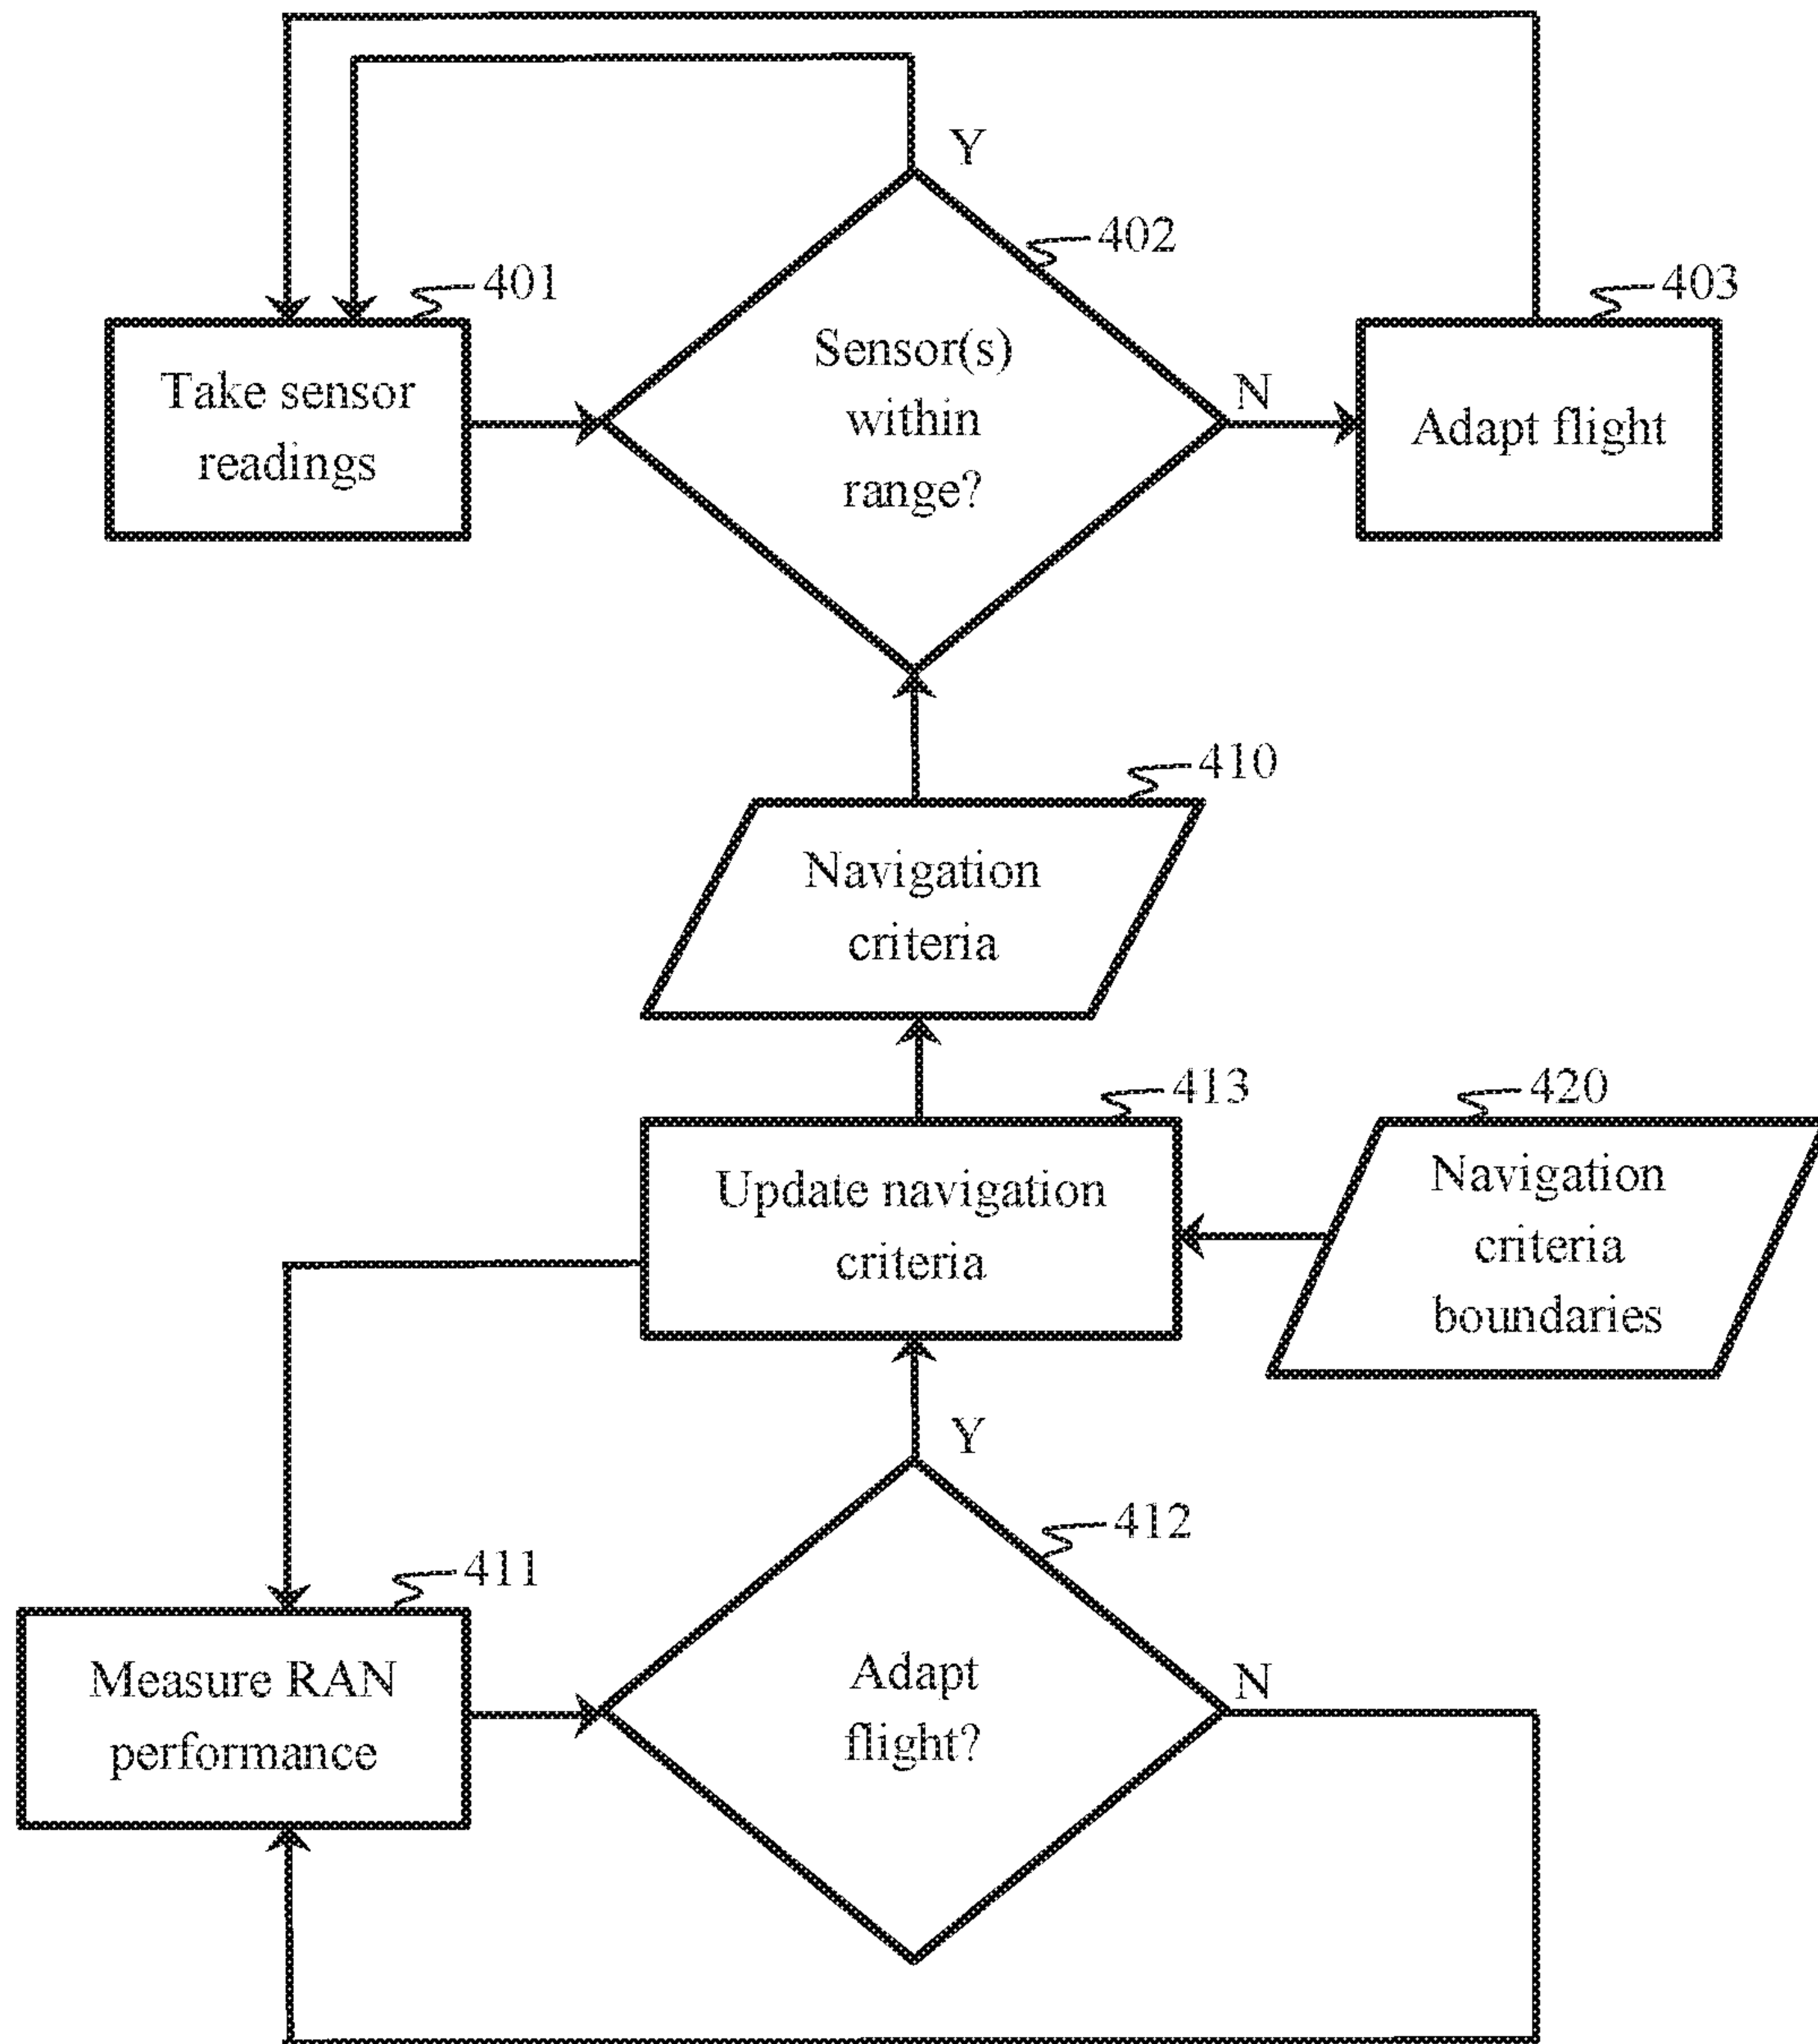 Y
402
401
403
Take sensor
readings
Sensor(s)
within
range?
N
Adapt flight
410
Navigation
criteria
413
420
Update navigation
criteria
Navigation
criteria
boundaries
Y
412
411
Measure RAN
performance
Adapt
flight?
N